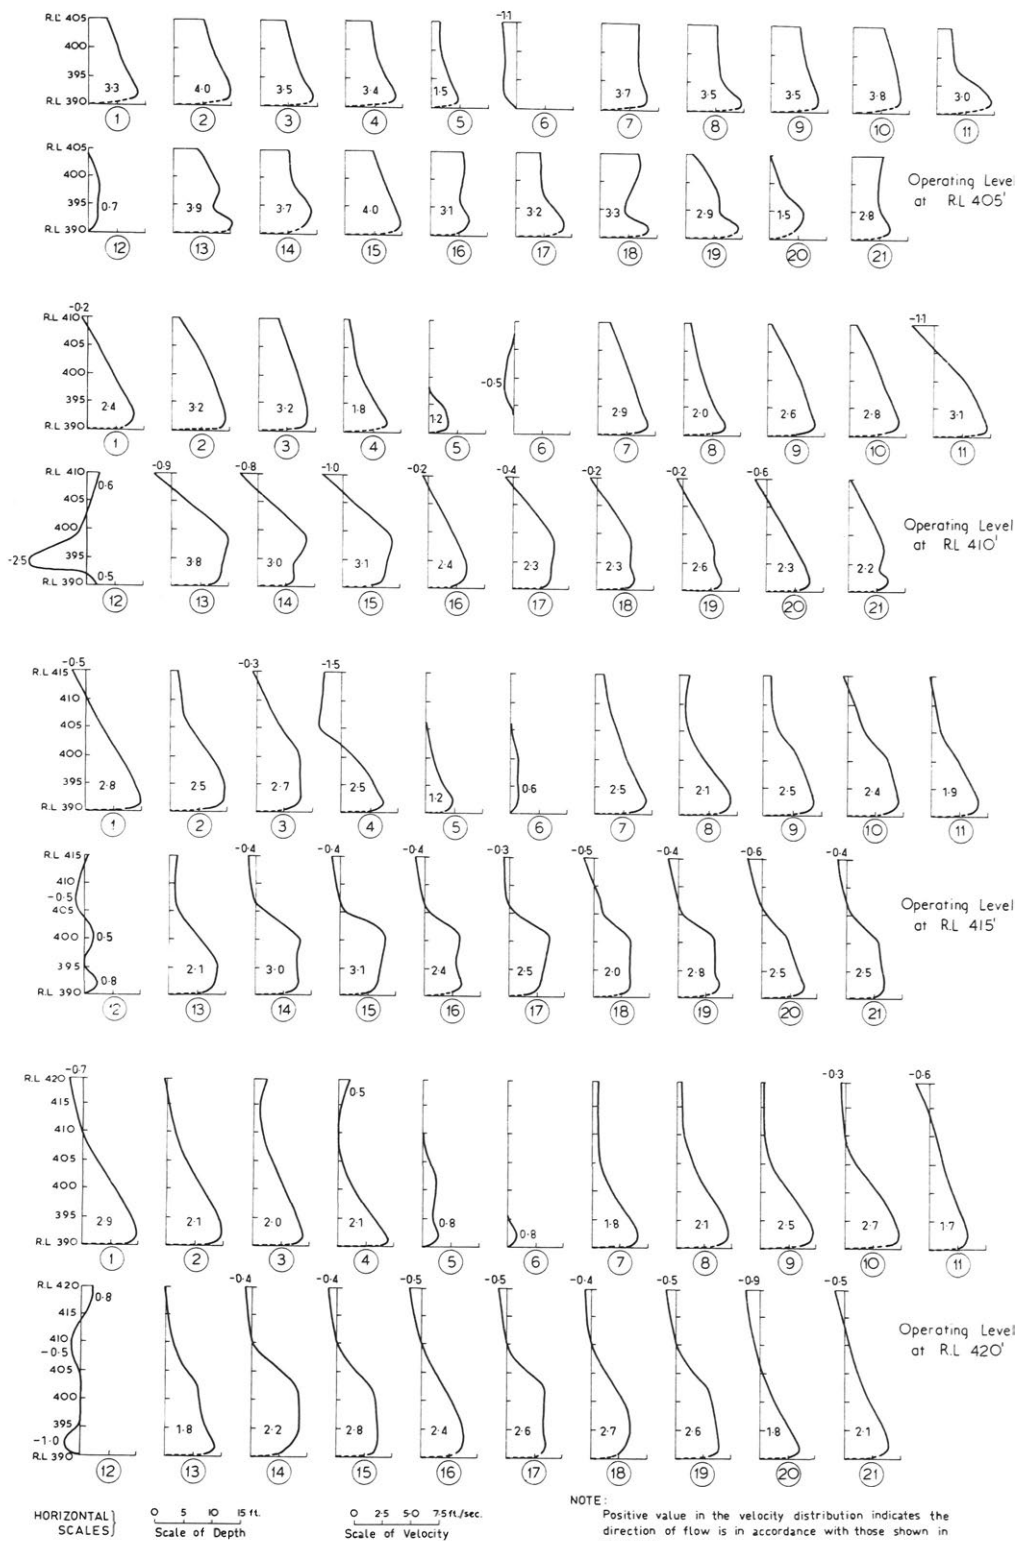 R.L 405
400
395
R.L 390
3·3 4·0 3·5 3·4 1·5 -1·1 3·7 3·5 3·5 3·8 3·0
1 2 3 4 5 6 7 8 9 10 11
R.L 405
400
395
R.L 390
0·7 3·9 3·7 4·0 3·1 3·2 3·3 2·9 1·5 2·8
12 13 14 15 16 17 18 19 20 21
Operating Level
at R.L 405'
R.L 410
405
400
395
R.L 390
-0·2 -1·1
2·4 3·2 3·2 1·8 1·2 -0·5 2·9 2·0 2·6 2·8 3·1
1 2 3 4 5 6 7 8 9 10 11
R.L 410
405
400
395
R.L 390
-0·9 -0·8 -1·0 -0·2 -0·4 -0·2 -0·2 -0·6
0·6
-2·5 3·8 3·0 3·1 2·4 2·3 2·3 2·6 2·3 2·2
0·5
12 13 14 15 16 17 18 19 20 21
Operating Level
at R.L 410'
-0·5 -0·3 -1·5
R.L 415
410
405
400
395
R.L 390
2·8 2·5 2·7 2·5 1·2 0·6 2·5 2·1 2·5 2·4 1·9
1 2 3 4 5 6 7 8 9 10 11
R.L 415
410
405
400
395
R.L 390
-0·4 -0·4 -0·4 -0·3 -0·5 -0·4 -0·6 -0·4
-0·5
0·5
0·8 2·1 3·0 3·1 2·4 2·5 2·0 2·8 2·5 2·5
12 13 14 15 16 17 18 19 20 21
Operating Level
at R.L 415'
-0·7 -0·3 -0·6
R.L 420
410
405
400
395
R.L 390
0·5
2·9 2·1 2·0 2·1 0·8 0·8 1·8 2·1 2·5 2·7 1·7
1 2 3 4 5 6 7 8 9 10 11
R.L 420
415
410
405
400
395
R.L 390
-0·4 -0·4 -0·5 -0·5 -0·4 -0·5 -0·9 -0·5
0·8
-0·5
-1·0 1·8 2·2 2·8 2·4 2·6 2·7 2·6 1·8 2·1
12 13 14 15 16 17 18 19 20 21
Operating Level
at R.L 420'
HORIZONTAL
SCALES}
0 5 10 15 ft.
Scale of Depth
0 2·5 5·0 7·5 ft./sec.
Scale of Velocity
NOTE:
Positive value in the velocity distribution indicates the
direction of flow is in accordance with those shown in